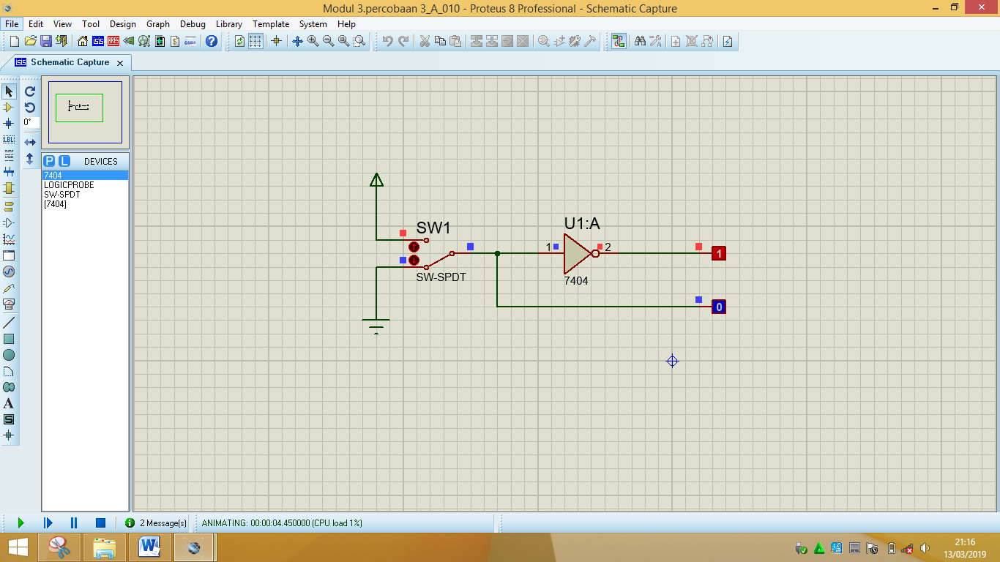 Modul 3.percobaan 3_A_010 - Proteus 8 Professional - Schematic Capture
File Edit View Tool Design Graph Debug Library Template System Help
Schematic Capture
0°
LBL
P L DEVICES
7404
LOGICPROBE
SW-SPDT
[7404]
A
S
SW1
SW-SPDT
U1:A
1
2
7404
1
0
2 Message(s)
ANIMATING: 00:00:04.450000 (CPU load 1%)
21:16
13/03/2019